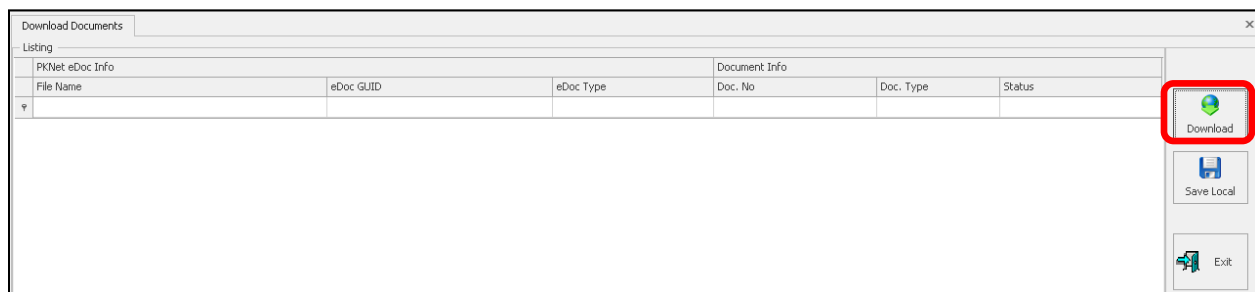 Download Documents
Listing
PKNet eDoc Info Document Info
File Name eDoc GUID eDoc Type Doc. No Doc. Type Status
Download
Save Local
Exit